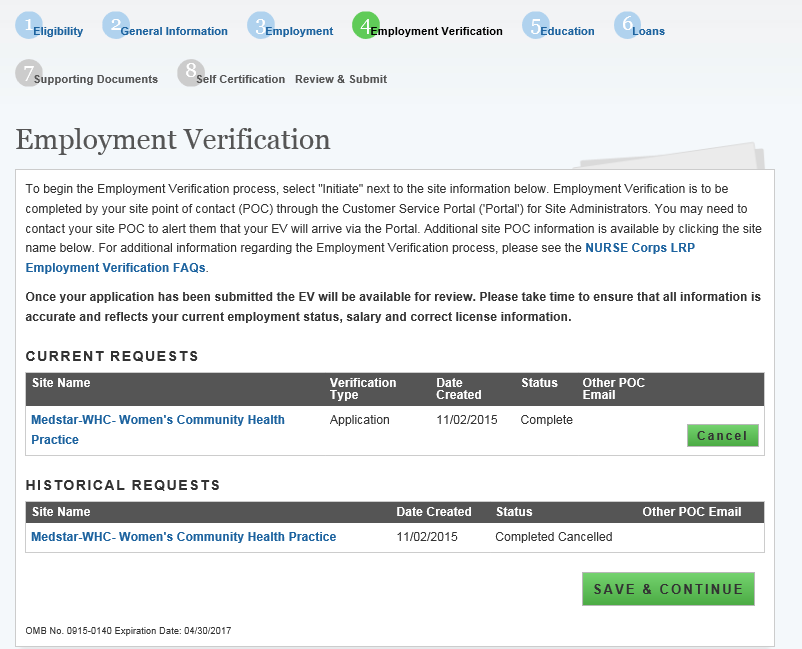 1 Eligibility 2 General Information 3 Employment 4 Employment Verification 5 Education 6 Loans
7 Supporting Documents 8 Self Certification Review & Submit
Employment Verification
To begin the Employment Verification process, select "Initiate" next to the site information below. Employment Verification is to be
completed by your site point of contact (POC) through the Customer Service Portal ('Portal') for Site Administrators. You may need to
contact your site POC to alert them that your EV will arrive via the Portal. Additional site POC information is available by clicking the site
name below. For additional information regarding the Employment Verification process, please see the NURSE Corps LRP
Employment Verification FAQs.
Once your application has been submitted the EV will be available for review. Please take time to ensure that all information is
accurate and reflects your current employment status, salary and correct license information.
CURRENT REQUESTS
Site Name Verification Type Date Created Status Other POC Email
Medstar-WHC- Women's Community Health Practice Application 11/02/2015 Complete
Cancel
HISTORICAL REQUESTS
Site Name Date Created Status Other POC Email
Medstar-WHC- Women's Community Health Practice 11/02/2015 Completed Cancelled
SAVE & CONTINUE
OMB No. 0915-0140 Expiration Date: 04/30/2017